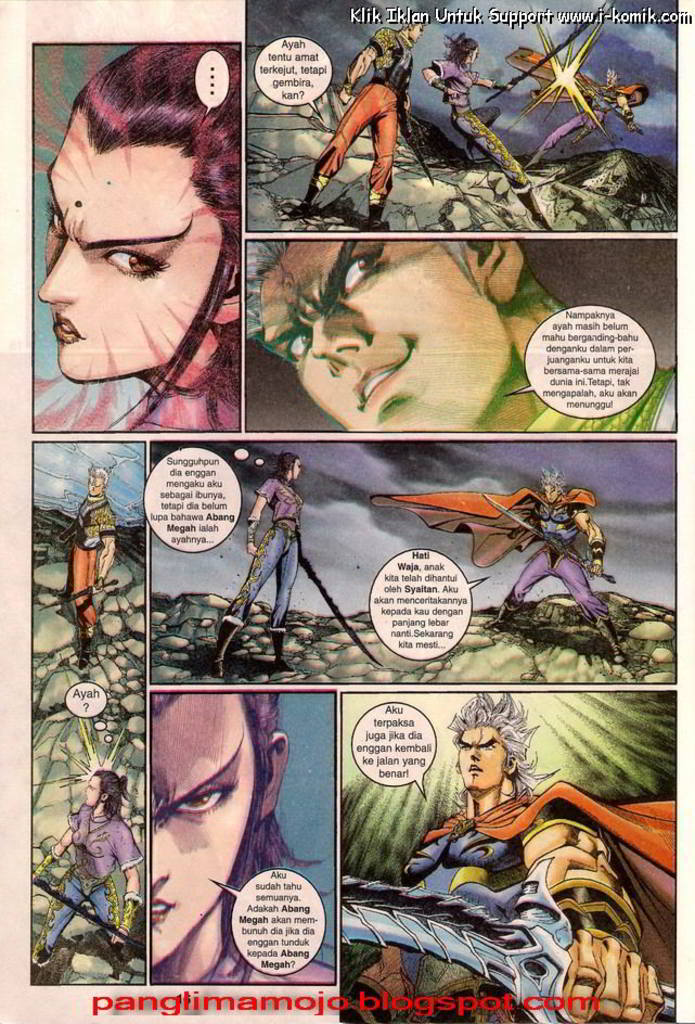 Klik Iklan Untuk Support www.i-komik.com
....
Ayah
tentu amat
terkejut, tetapi
gembira,
kan?
Nampaknya
ayah masih belum
mahu berganding-bahu
denganku dalam per-
juanganku untuk kita
bersama-sama merajai
dunia ini.Tetapi, tak
mengapalah, aku akan
menunggu!
Sungguhpun
dia enggan
mengaku aku
sebagai ibunya,
tetapi dia belum
lupa bahawa Abang
Megah ialah
ayahnya...
Hati
Waja, anak
kita telah dihantui
oleh Syaitan. Aku
akan menceritakannya
kepada kau dengan
panjang lebar
nanti.Sekarang
kita mesti...
Ayah
?
Aku
sudah tahu
semuanya.
Adakah Abang
Megah akan mem-
bunuh dia jika dia
enggan tunduk
kepada Abang
Megah?
Aku
terpaksa
juga jika dia
enggan kembali
ke jalan yang
benar!
panglimamojo.blogspot.com